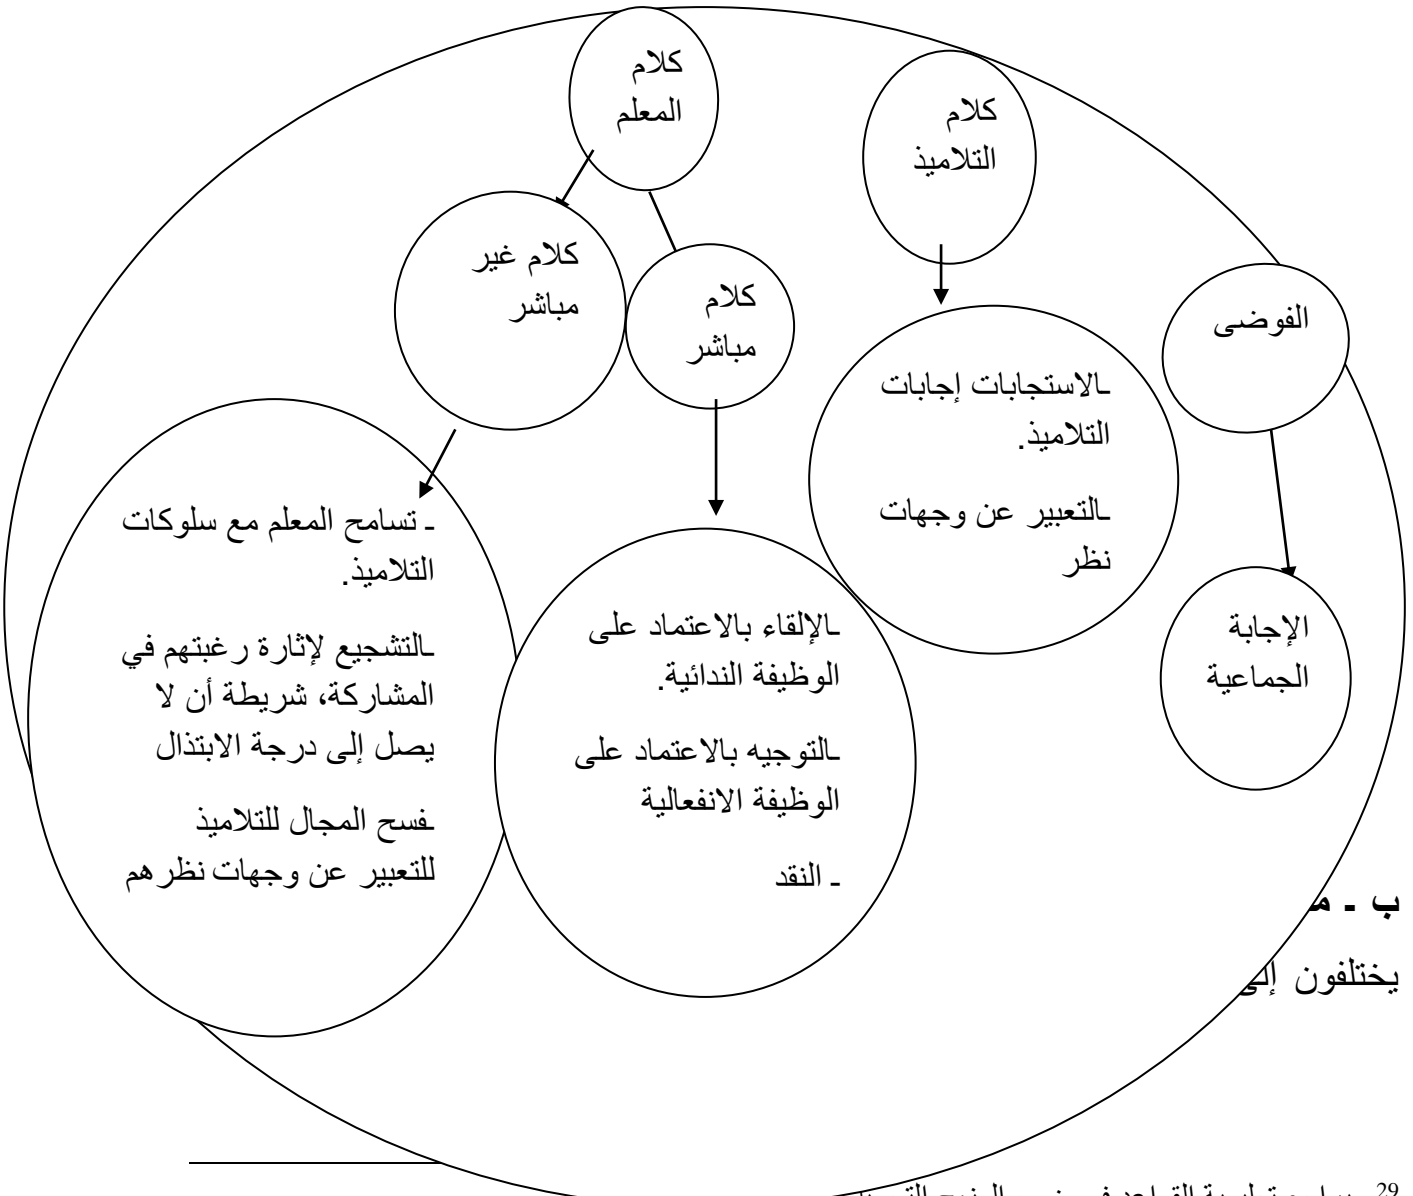 كلام
المعلم
كلام
التلاميذ
كلام غير
مباشر
كلام
مباشر
الفوضى
ـالاستجابات إجابات
التلاميذ.
ـالتعبير عن وجهات
نظر
ـ تسامح المعلم مع سلوكات
التلاميذ.
ـالتشجيع لإثارة رغبتهم في
المشاركة، شريطة أن لا
يصل إلى درجة الابتذال
ـفسح المجال للتلاميذ
للتعبير عن وجهات نظرهم
ـالإلقاء بالاعتماد على
الوظيفة الندائية.
ـالتوجيه بالاعتماد على
الوظيفة الانفعالية
ـ النقد
الإجابة
الجماعية
ب ـ
يختلفون إلى
29